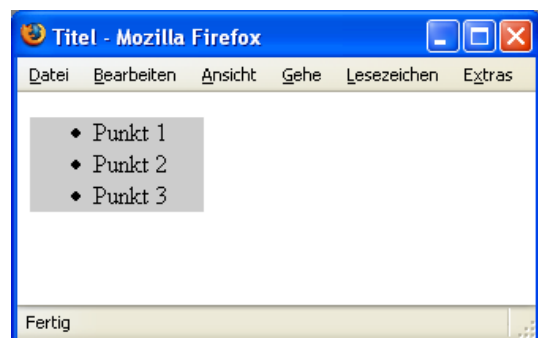 Titel - Mozilla Firefox
Datei Bearbeiten Ansicht Gehe Lesezeichen Extras
• Punkt 1
• Punkt 2
• Punkt 3
Fertig